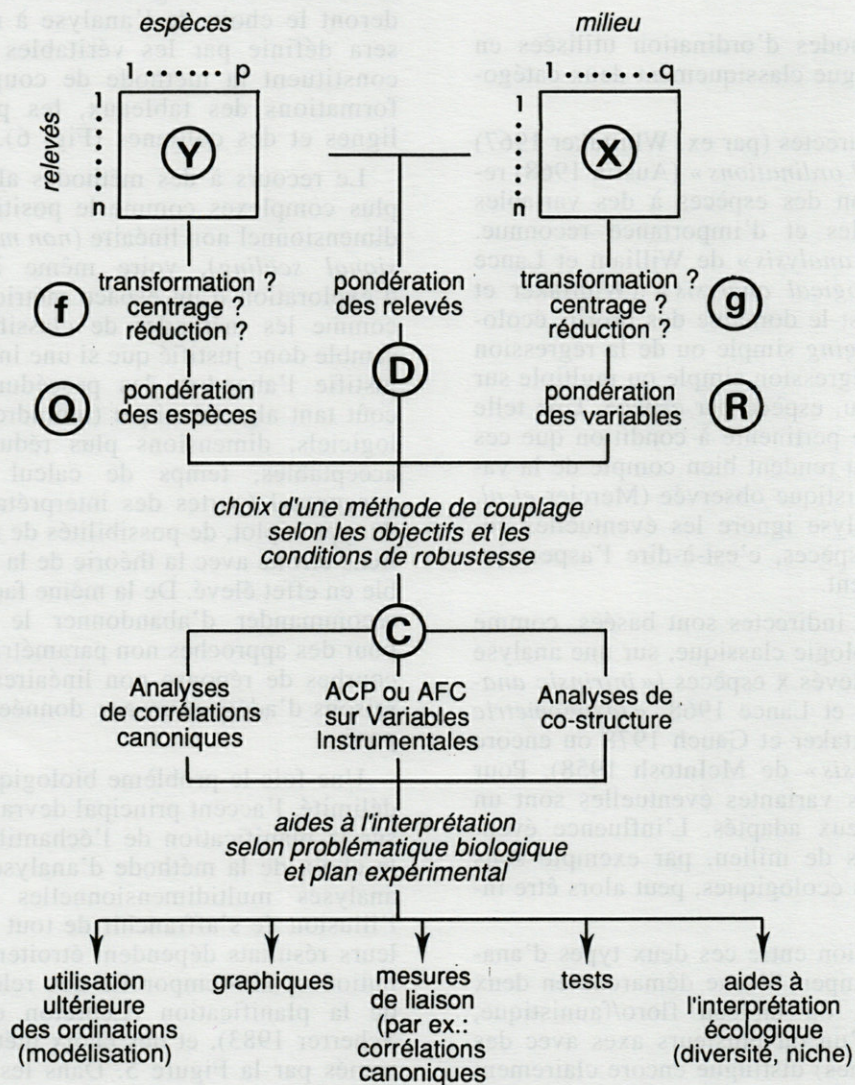 espèces
milieu
1 ...... p
1 ....... q
relevés
1
n
Y
1
n
X
f
transformation ?
centrage ?
réduction ?
pondération
des relevés
transformation ?
centrage ?
réduction ?
g
D
Q
pondération
des espèces
pondération
des variables
R
choix d'une méthode de couplage
selon les objectifs et les
conditions de robustesse
C
Analyses
de corrélations
canoniques
ACP ou AFC
sur Variables
Instrumentales
Analyses de
co-structure
aides à l'interprétation
selon problématique biologique
et plan expérimental
utilisation
ultérieure
des ordinations
(modélisation)
graphiques
mesures
de liaison
(par ex.:
corrélations
canoniques
tests
aides à
l'interprétation
écologique
(diversité, niche)